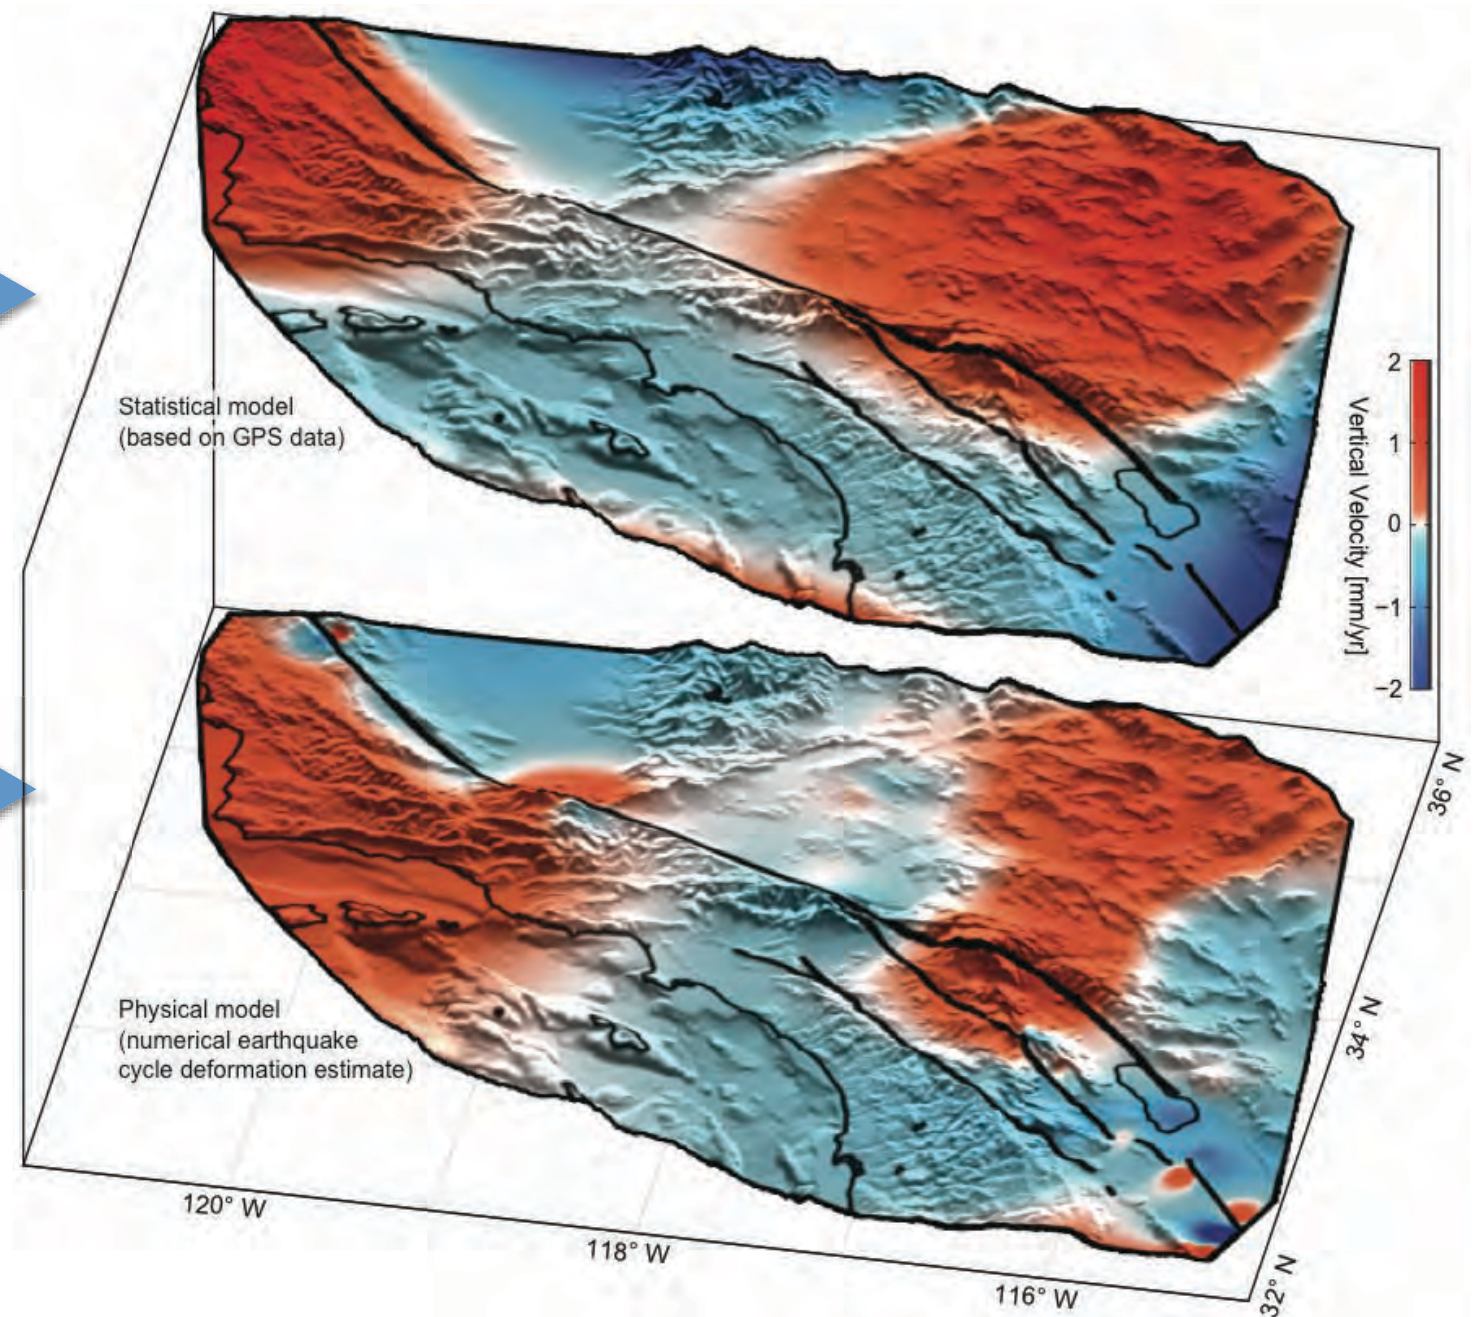 Statistical model
(based on GPS data)
Vertical Velocity [mm/yr]
2
1
0
−1
−2
Physical model
(numerical earthquake
cycle deformation estimate)
120° W
118° W
116° W
36° N
34° N
32° N